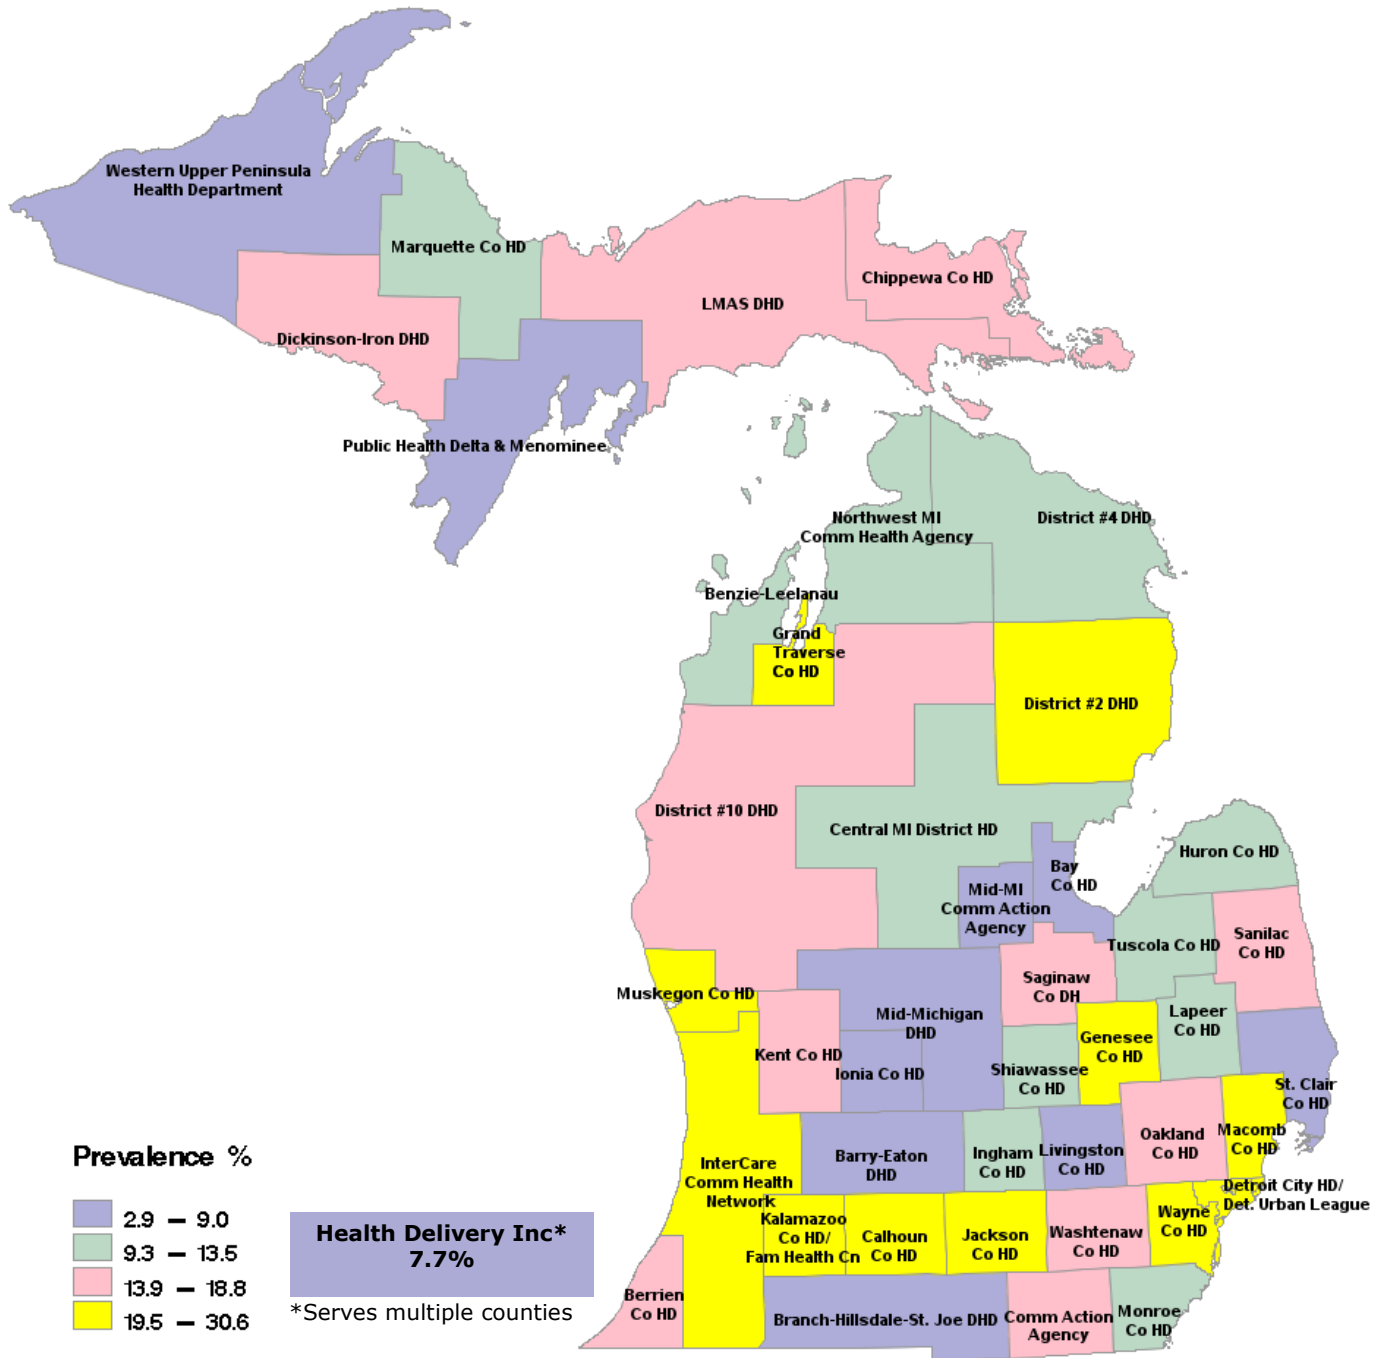 Western Upper Peninsula
Health Department
Marquette Co HD
Chippewa Co HD
LMAS DHD
Dickinson-Iron DHD
Public Health Delta & Menominee
Northwest MI
Comm Health Agency
District #4 DHD
Benzie-Leelanau
Grand
Traverse
Co HD
District #2 DHD
District #10 DHD
Central MI District HD
Huron Co HD
Bay
Co HD
Mid-MI
Comm Action
Agency
Tuscola Co HD
Sanilac
Co HD
Saginaw
Co DH
Muskegon Co HD
Mid-Michigan
DHD
Lapeer
Co HD
Genesee
Co HD
Kent Co HD
Ionia Co HD
Shiawassee
Co HD
St. Clair
Co HD
Macomb
Co HD
Oakland
Co HD
InterCare
Comm Health
Network
Barry-Eaton
DHD
Ingham
Co HD
Livingston
Co HD
Detroit City HD/
Det. Urban League
Kalamazoo
Co HD/
Fam Health Cn
Calhoun
Co HD
Jackson
Co HD
Washtenaw
Co HD
Wayne
Co HD
Berrien
Co HD
Branch-Hillsdale-St. Joe DHD
Comm Action
Agency
Monroe
Co HD
Prevalence %
2.9 – 9.0
9.3 – 13.5
13.9 – 18.8
19.5 – 30.6
Health Delivery Inc*
7.7%
*Serves multiple counties